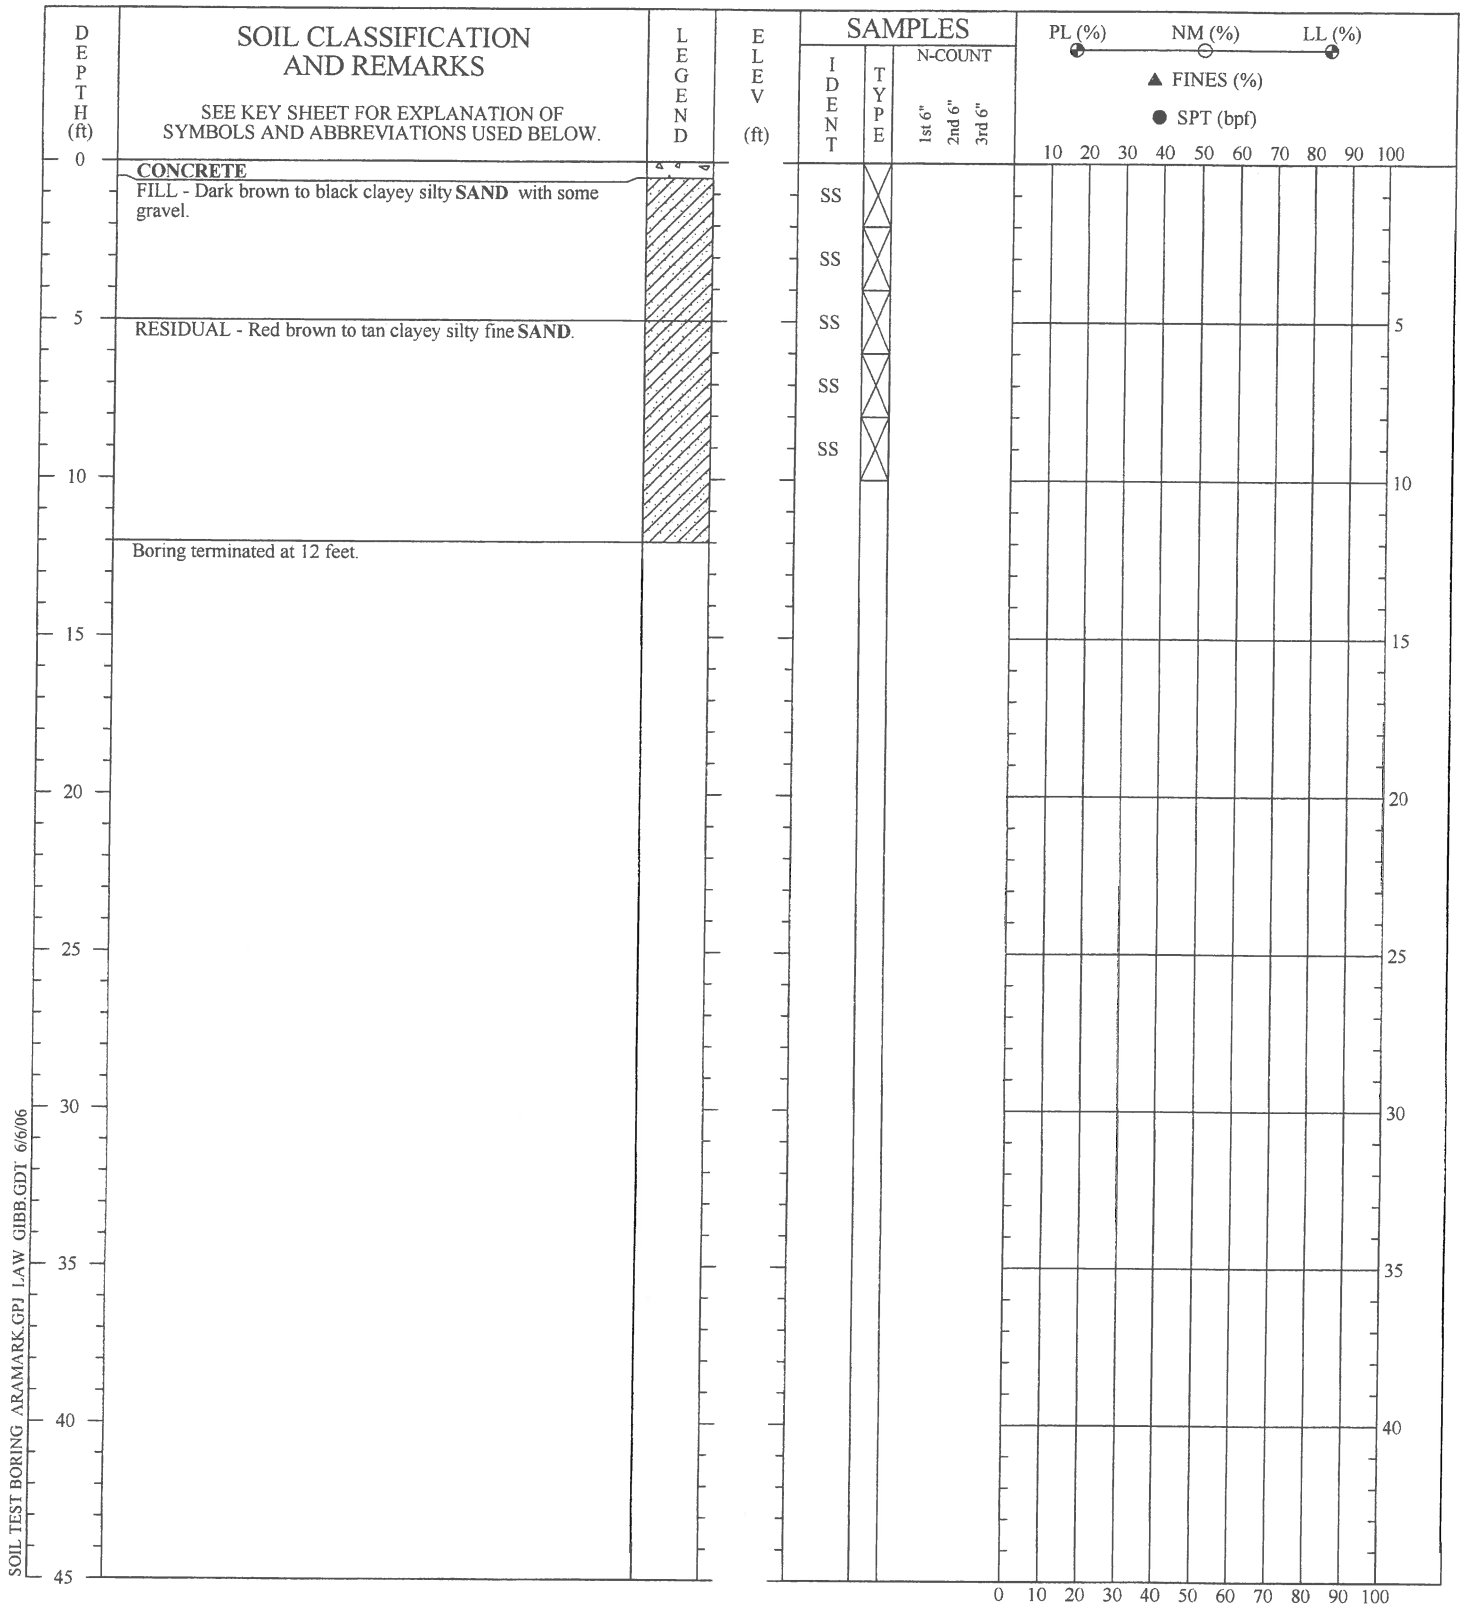 DEPTH
(ft)
SOIL CLASSIFICATION
AND REMARKS
SEE KEY SHEET FOR EXPLANATION OF
SYMBOLS AND ABBREVIATIONS USED BELOW.
LEGEND
ELEV
(ft)
SAMPLES
IDENT
TYPE
N-COUNT
1st 6"
2nd 6"
3rd 6"
PL (%) NM (%) LL (%)
▲ FINES (%)
● SPT (bpf)
10 20 30 40 50 60 70 80 90 100
0
CONCRETE
FILL - Dark brown to black clayey silty SAND with some
gravel.
SS
SS
5
RESIDUAL - Red brown to tan clayey silty fine SAND.
SS
5
SS
SS
10
10
Boring terminated at 12 feet.
15
15
20
20
25
25
30
30
35
35
40
40
45
0 10 20 30 40 50 60 70 80 90 100
SOIL TEST BORING ARAMARK.GPJ LAW GIBB.GDT 6/6/06